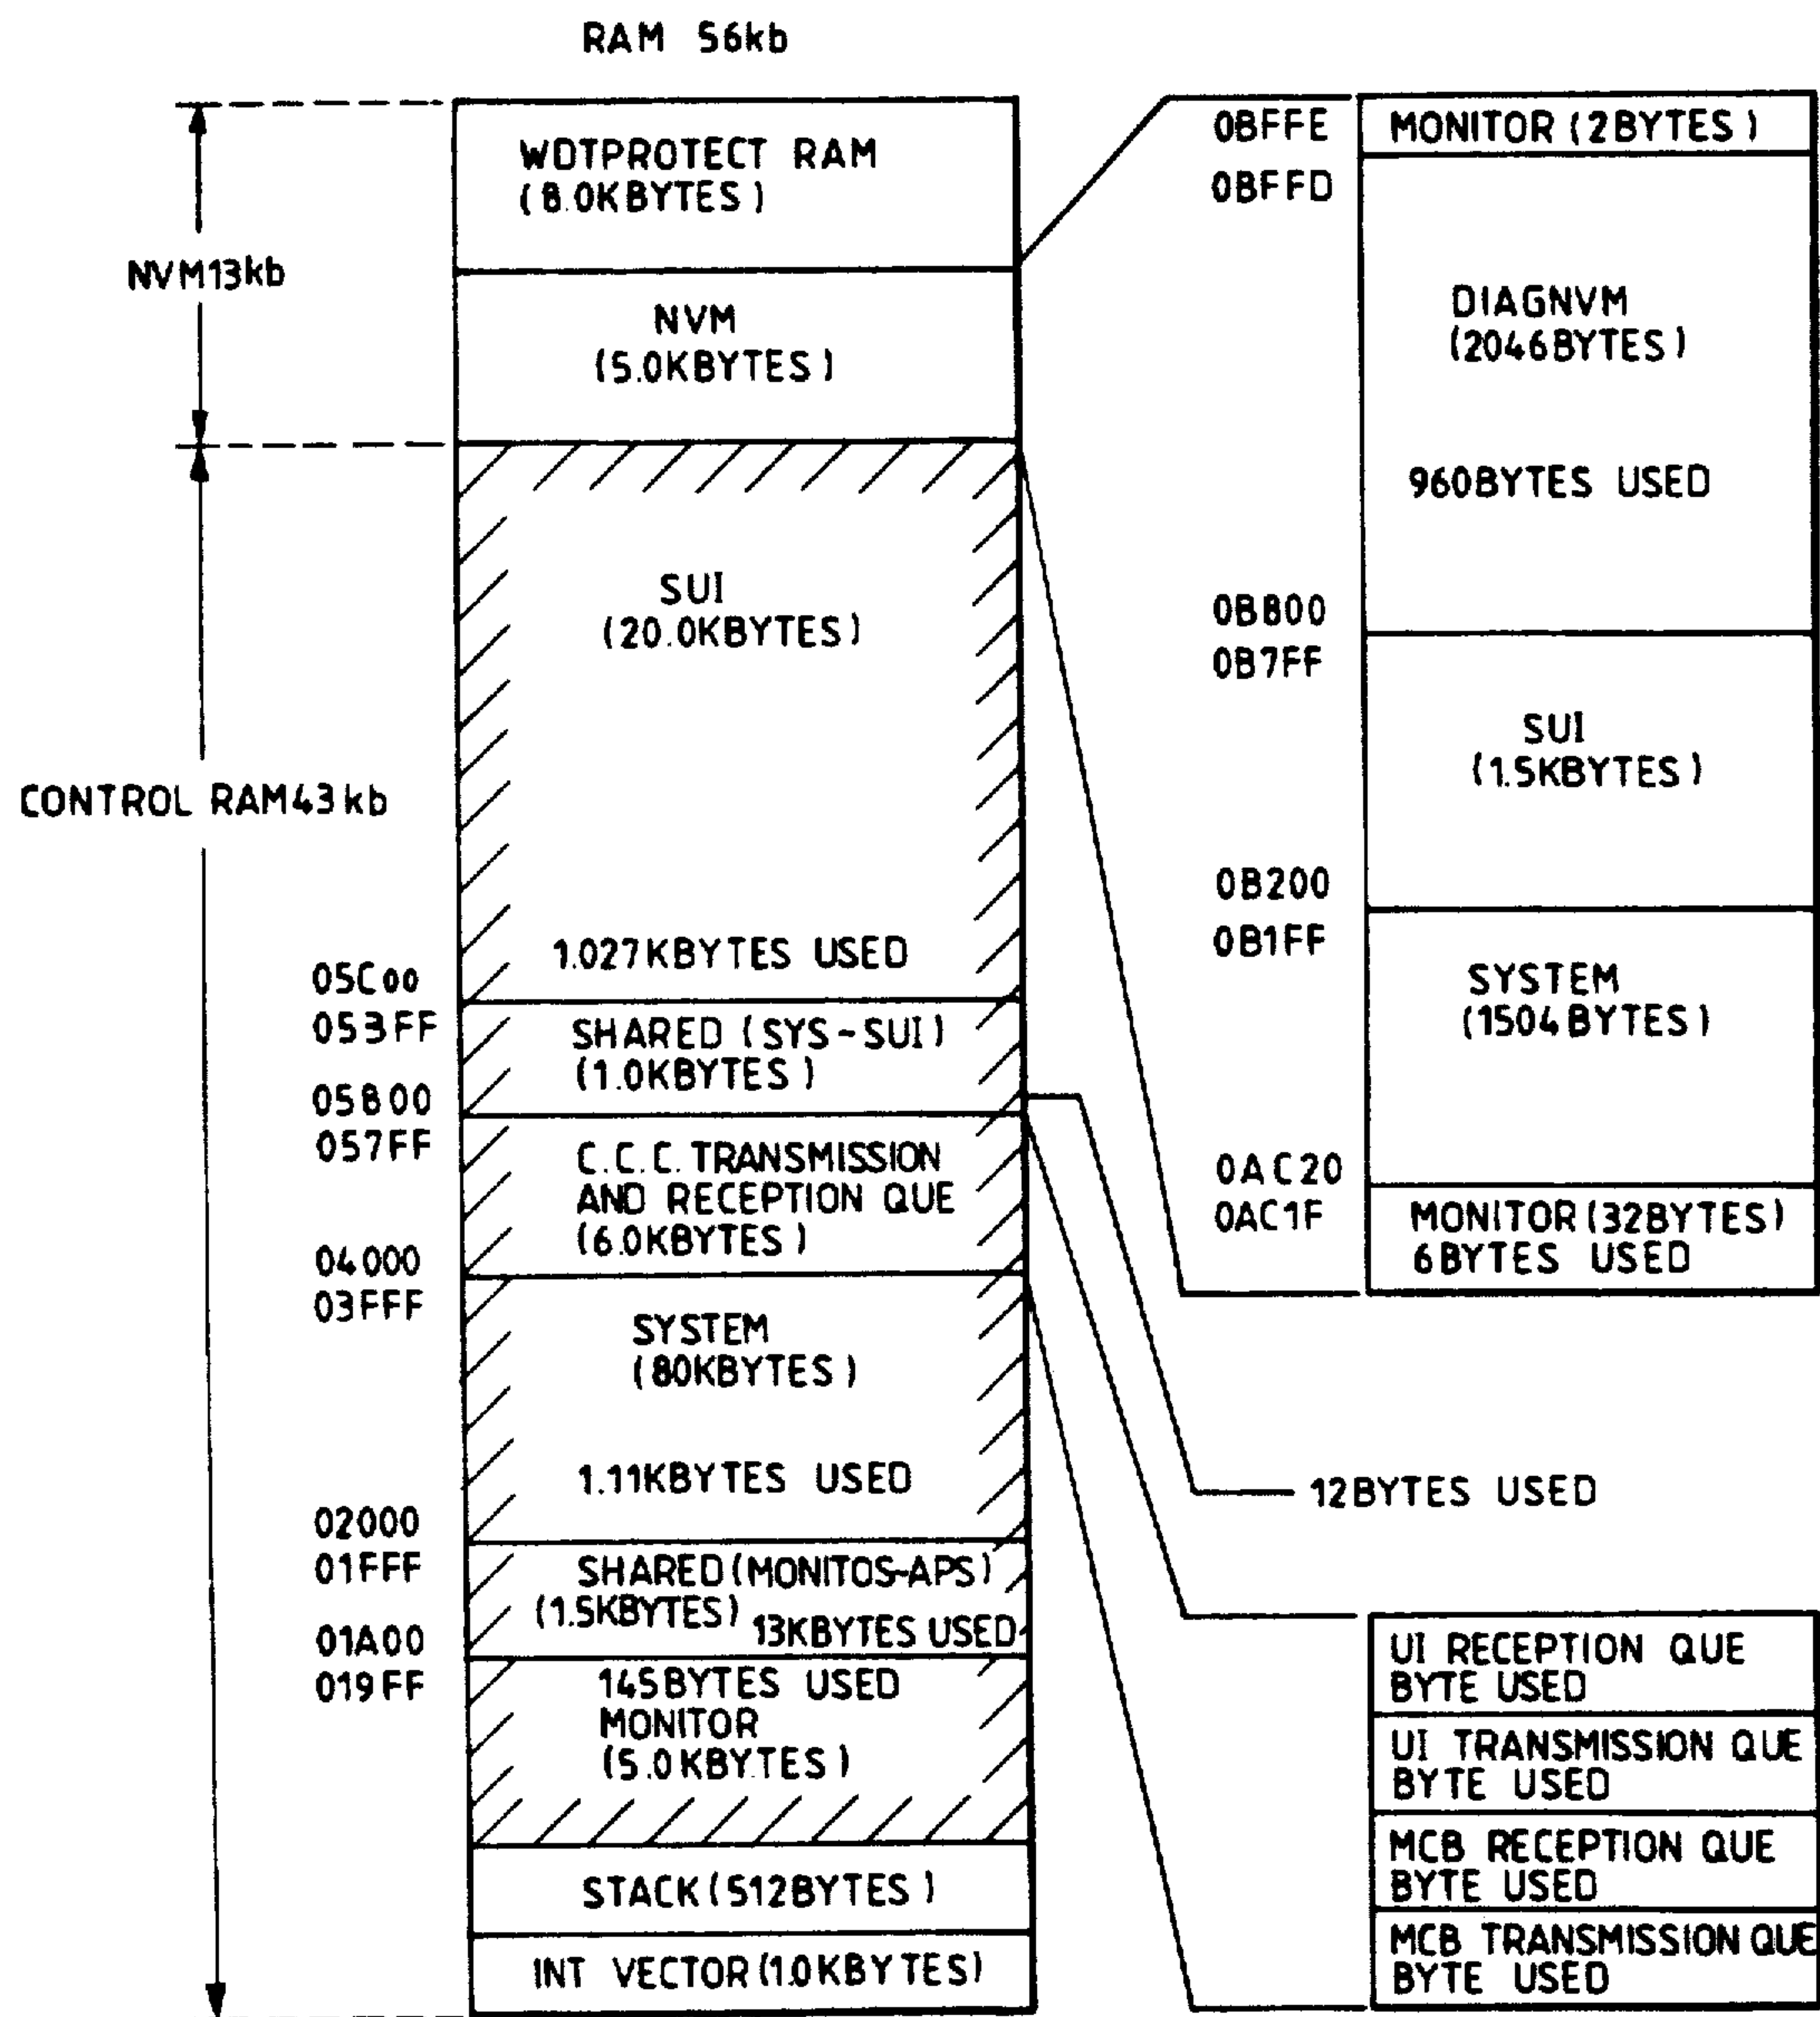 RAM 56kb
WDTPROTECT RAM
(8.0KBYTES)
NVM13kb
NVM
(5.0KBYTES)
SUI
(20.0KBYTES)
CONTROL RAM43kb
1.027KBYTES USED
05C00
053FF
SHARED (SYS-SUI)
(1.0KBYTES)
05800
057FF
C.C.C. TRANSMISSION
AND RECEPTION QUE
(6.0KBYTES)
04000
03FFF
SYSTEM
(80KBYTES)
1.11KBYTES USED
02000
01FFF
SHARED(MONITOS-APS)
(1.5KBYTES) 13KBYTES USED
01A00
019FF
145BYTES USED
MONITOR
(5.0KBYTES)
STACK(512BYTES)
INT VECTOR(1.0KBYTES)
0BFFE
MONITOR (2BYTES)
0BFFD
DIAGNVM
(2046BYTES)
960BYTES USED
0B800
0B7FF
SUI
(1.5KBYTES)
0B200
0B1FF
SYSTEM
(1504BYTES)
0AC20
0AC1F
MONITOR(32BYTES)
6BYTES USED
12BYTES USED
UI RECEPTION QUE
BYTE USED
UI TRANSMISSION QUE
BYTE USED
MCB RECEPTION QUE
BYTE USED
MCB TRANSMISSION QUE
BYTE USED